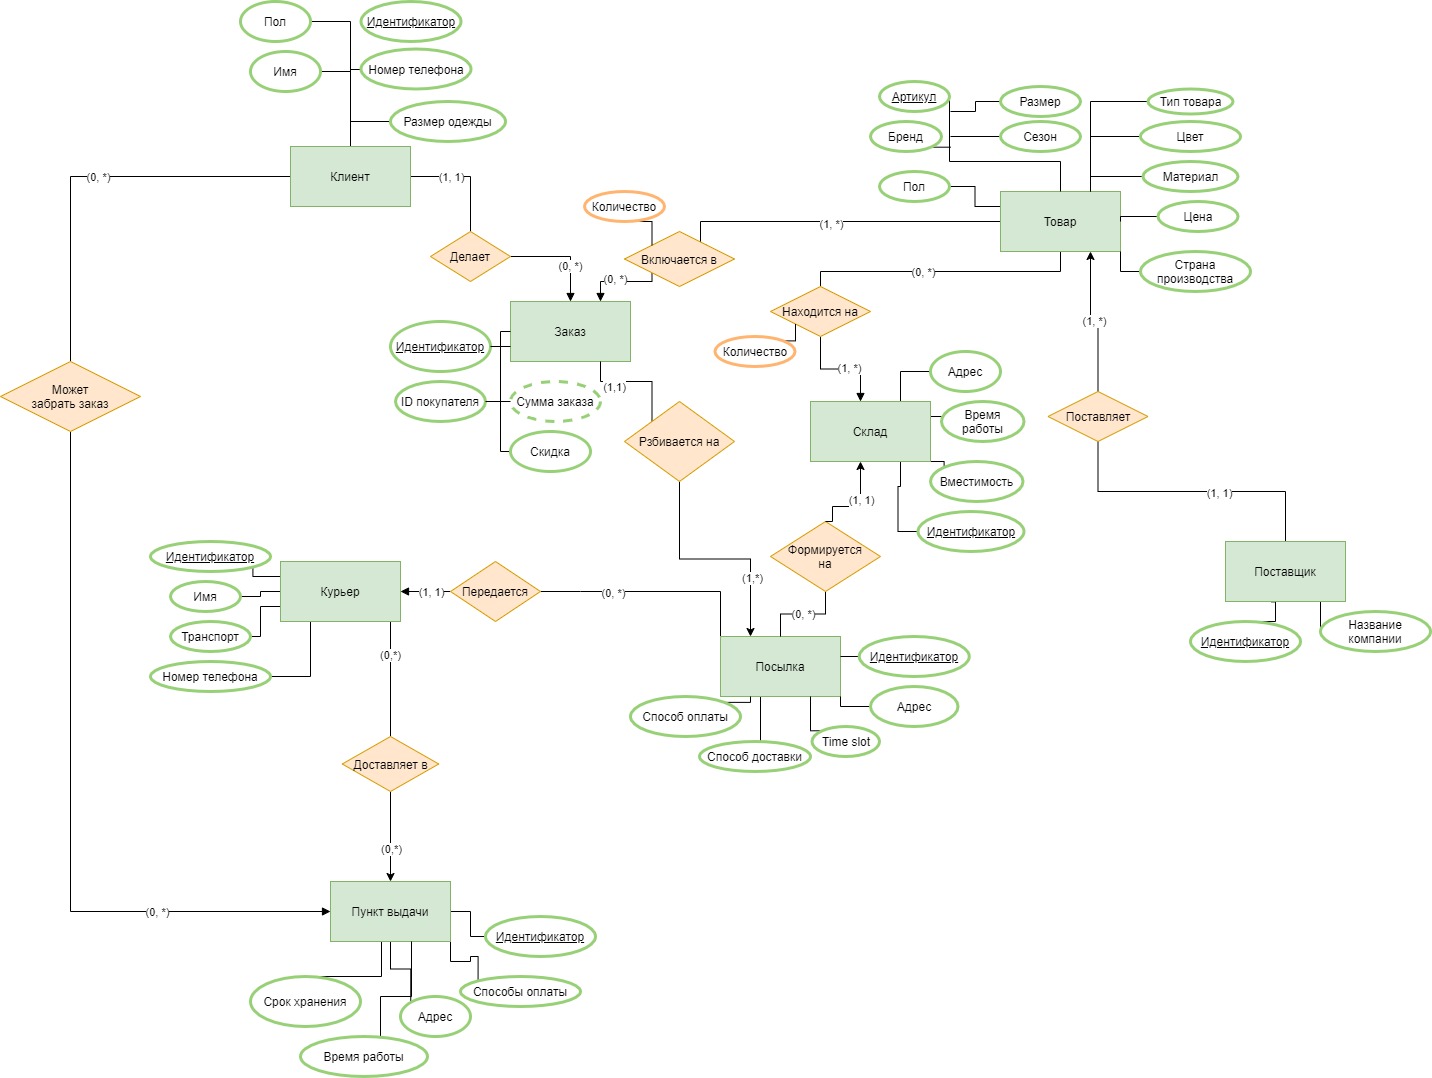 Пол
Идентификатор
Имя
Номер телефона
Размер одежды
Клиент
(0, *)
(1, 1)
Делает
(0, *)
Артикул
Размер
Бренд
Сезон
Пол
Тип товара
Цвет
Материал
Цена
Страна
производства
Товар
Количество
Включается в
(1, *)
(0, *)
(0, *)
Находится на
Количество
(1, *)
Заказ
Идентификатор
ID покупателя
Сумма заказа
Скидка
(1,1)
Рзбивается на
Может
забрать заказ
Склад
Адрес
Время
работы
Вместимость
Идентификатор
(1, *)
Поставляет
(1, 1)
(1, 1)
Формируется
на
(0, *)
(1,*)
Поставщик
Идентификатор
Название
компании
Идентификатор
Имя
Транспорт
Номер телефона
Курьер
(1, 1)
Передается
(0, *)
Посылка
Идентификатор
Адрес
Способ оплаты
Способ доставки
Time slot
(0,*)
Доставляет в
(0,*)
(0, *)
Пункт выдачи
Идентификатор
Способы оплаты
Срок хранения
Адрес
Время работы